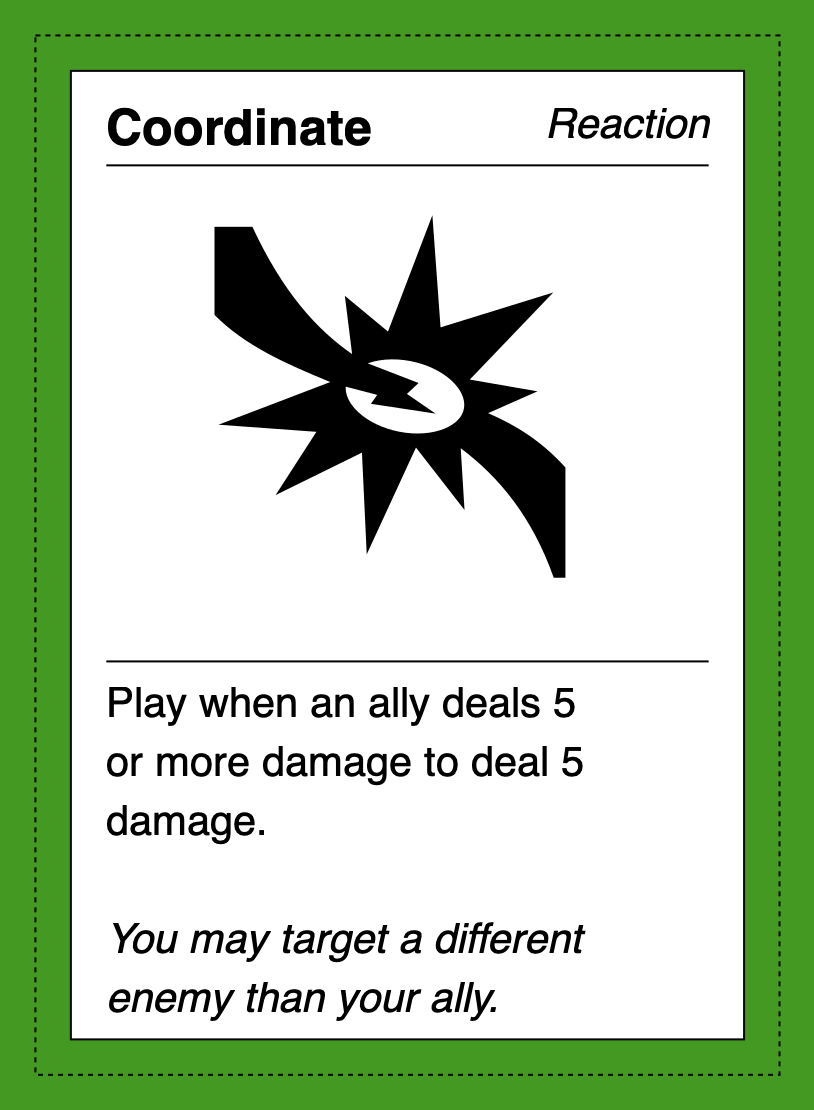 Coordinate Reaction
Play when an ally deals 5
or more damage to deal 5
damage.
You may target a different
enemy than your ally.